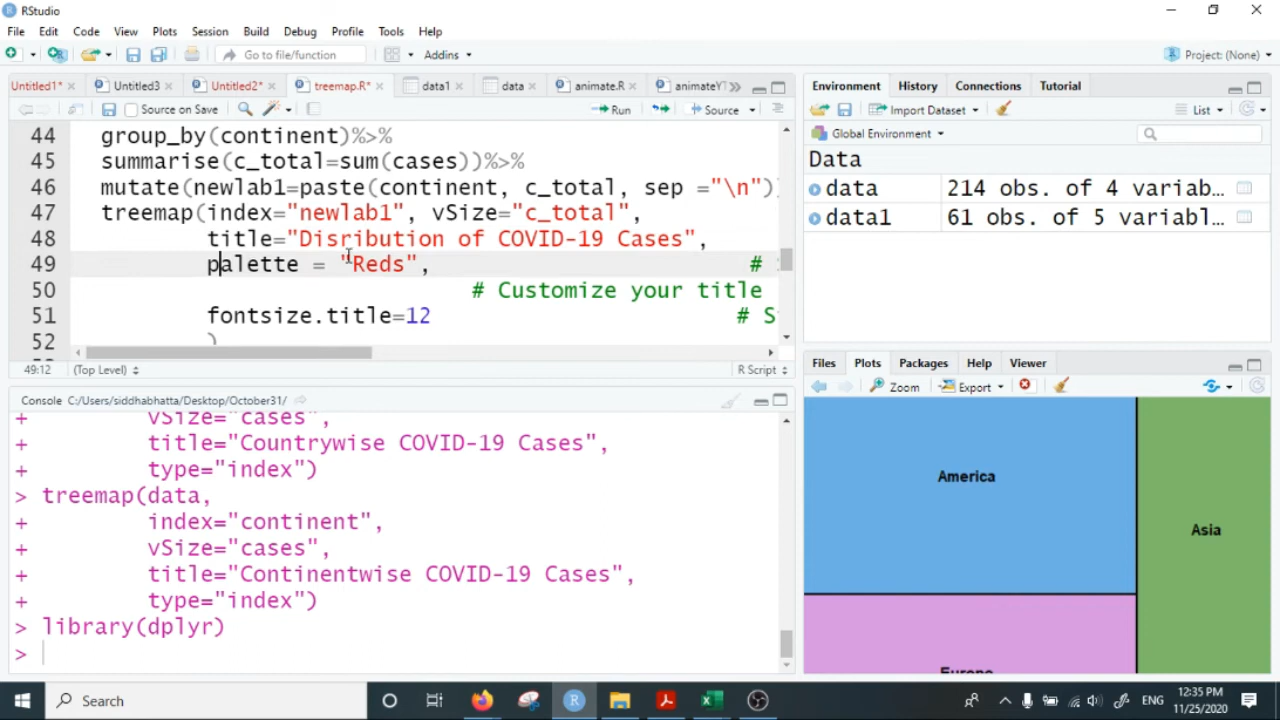 RStudio
File Edit Code View Plots Session Build Debug Profile Tools Help
Go to file/function Addins Project: (None)
Untitled1* Untitled3 Untitled2* treemap.R* data1 data animate.R animateYT
Source on Save Run Source
44 group_by(continent)%>%
45 summarise(c_total=sum(cases))%>%
46 mutate(newlab1=paste(continent, c_total, sep ="\n"))
47 treemap(index="newlab1", vSize="c_total",
48 title="Disribution of COVID-19 Cases",
49 palette = "Reds", #
50 # Customize your title
51 fontsize.title=12 # S
52 )
49:12 (Top Level) R Script
Console C:/Users/siddhabhatta/Desktop/October31/
+ vSize="cases",
+ title="Countrywise COVID-19 Cases",
+ type="index")
> treemap(data,
+ index="continent",
+ vSize="cases",
+ title="Continentwise COVID-19 Cases",
+ type="index")
> library(dplyr)
>
Environment History Connections Tutorial
Import Dataset List
Global Environment
Data
data 214 obs. of 4 variab...
data1 61 obs. of 5 variabl...
Files Plots Packages Help Viewer
Zoom Export
America
Asia
Europe
Search
ENG
12:35 PM
11/25/2020